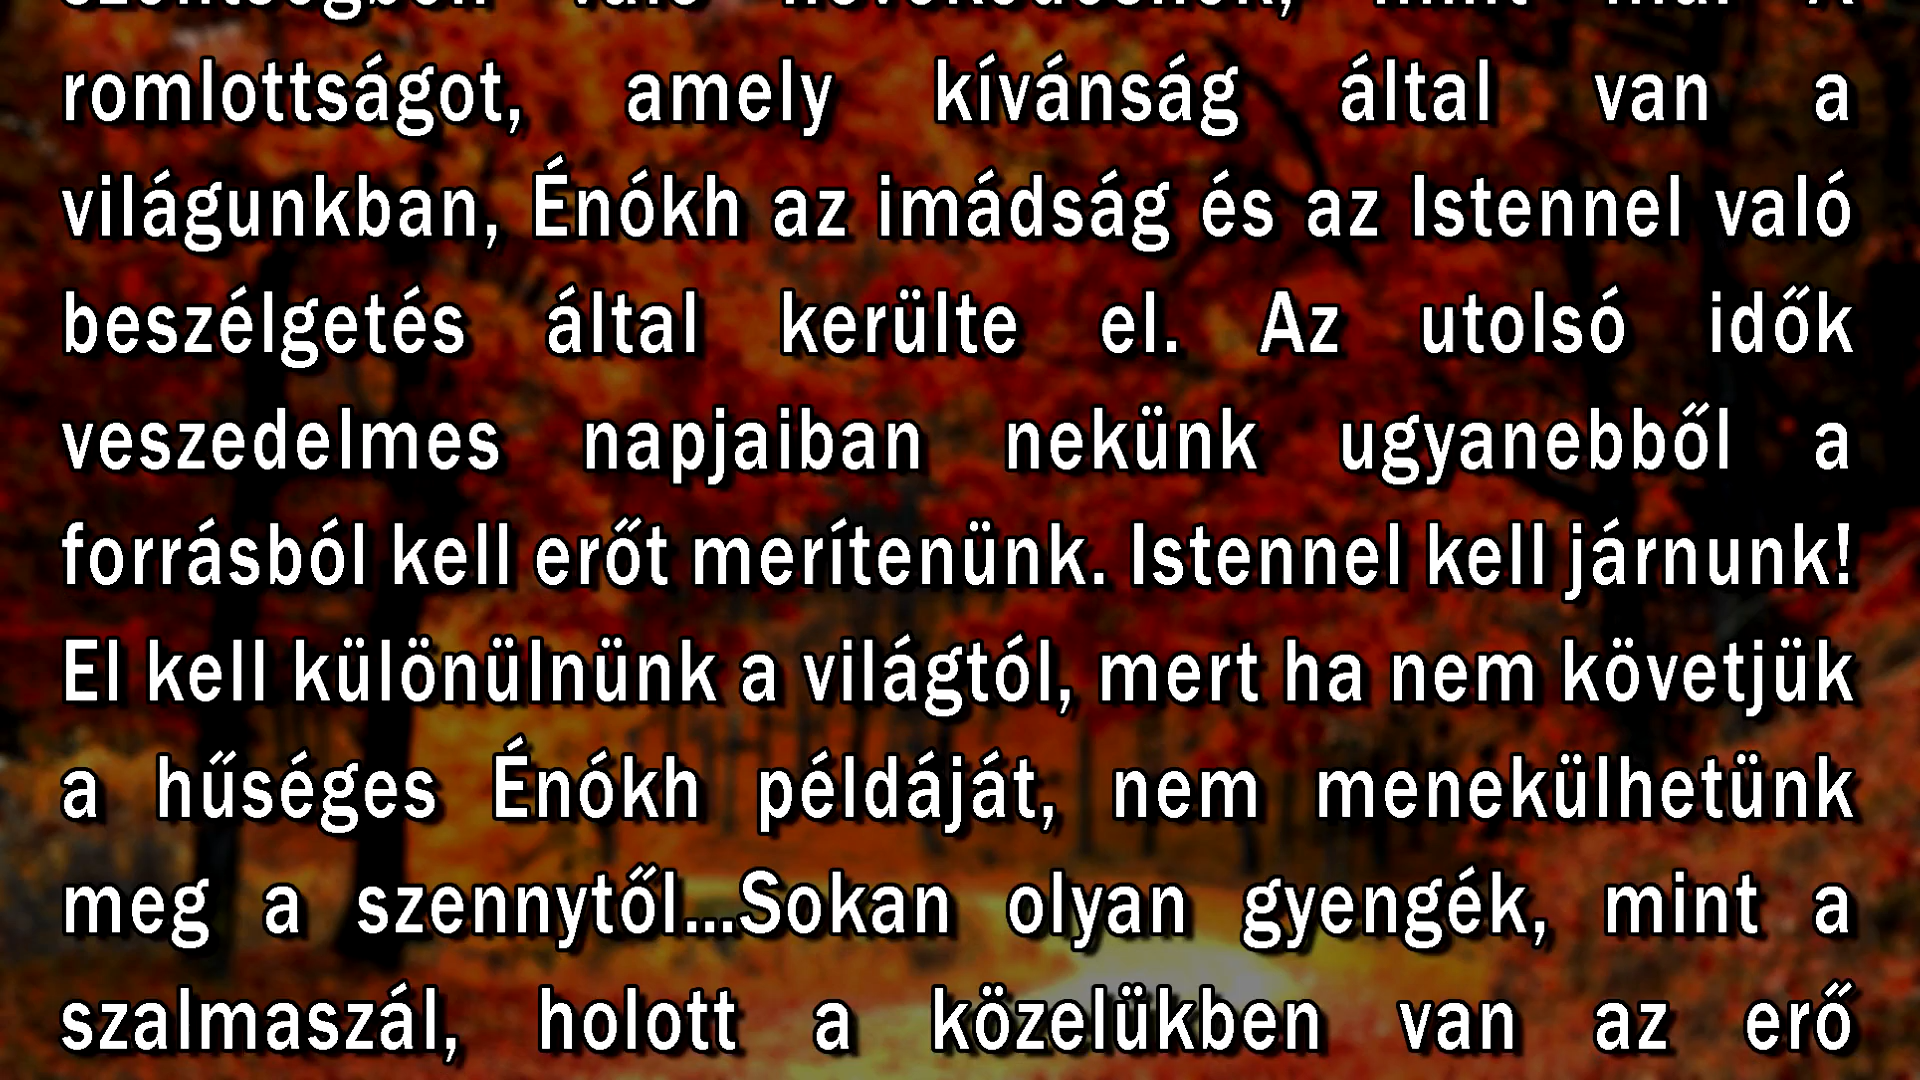 romlottságot, amely kívánság által van a
világunkban, Énókh az imádság és az Istennel való
beszélgetés által kerülte el. Az utolsó idők
veszedelmes napjaiban nekünk ugyanebből a
forrásból kell erőt merítenünk. Istennel kell járnunk!
El kell különülnünk a világtól, mert ha nem követjük
a hűséges Énókh példáját, nem menekülhetünk
meg a szennytől...Sokan olyan gyengék, mint a
szalmaszál, holott a közelükben van az erő